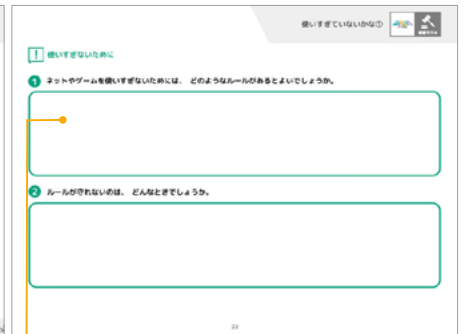 使いすぎていないかな①
! 使いすぎないために
1 ネットやゲームを使いすぎないためには、どのようなルールがあるとよいでしょうか。
2 ルールが守れないのは、どんなときでしょうか。
22